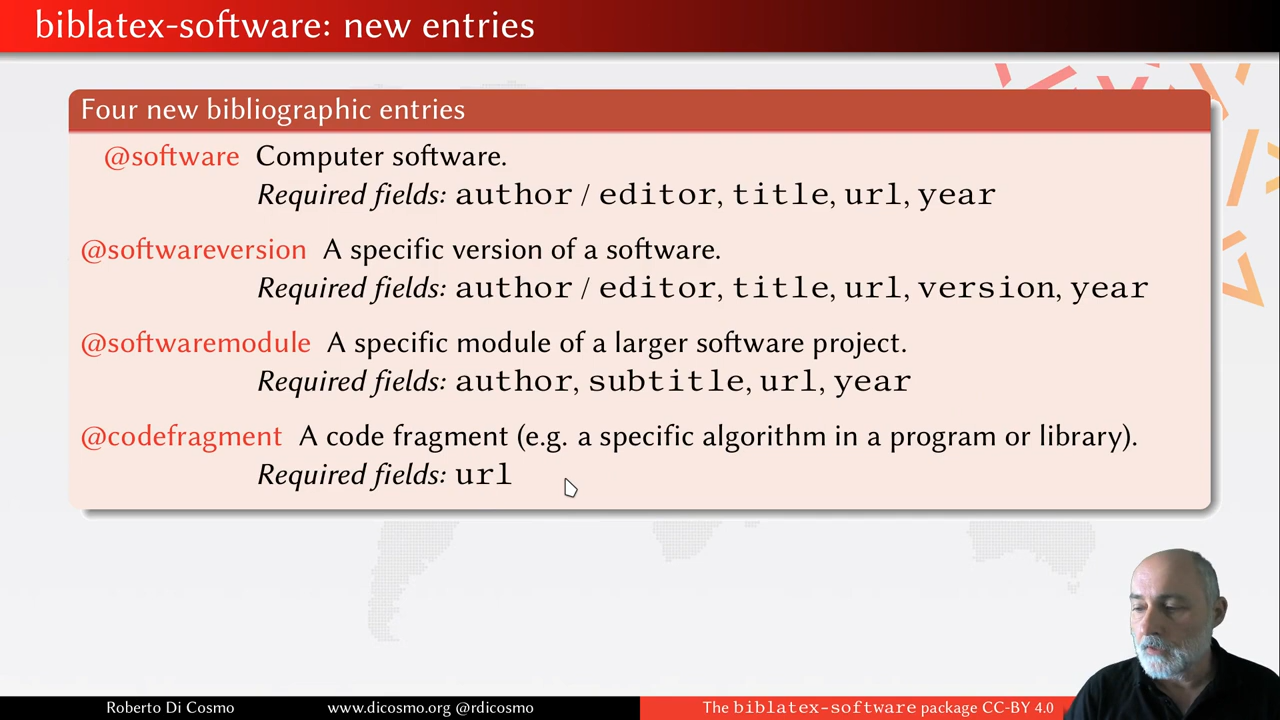 biblatex-software: new entries
Four new bibliographic entries
@software Computer software.
Required fields: author / editor, title, url, year
@softwareversion A specific version of a software.
Required fields: author / editor, title, url, version, year
@softwaremodule A specific module of a larger software project.
Required fields: author, subtitle, url, year
@codefragment A code fragment (e.g. a specific algorithm in a program or library).
Required fields: url
Roberto Di Cosmo www.dicosmo.org @rdicosmo The biblatex-software package CC-BY 4.0